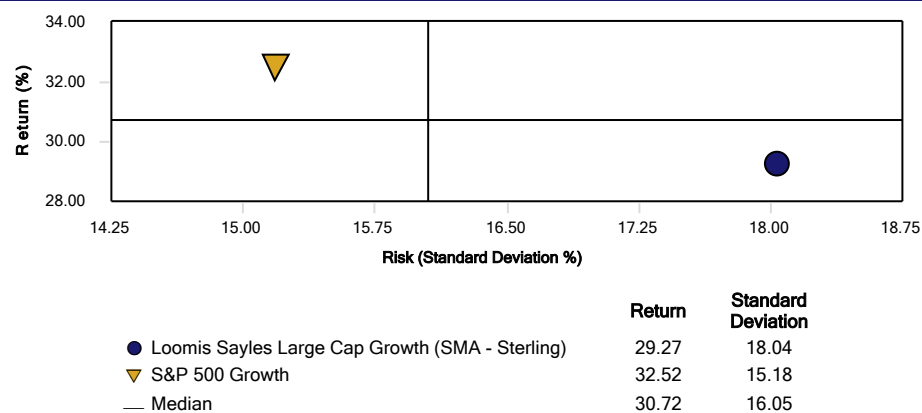 34.00
32.00
30.00
28.00
Return (%)
14.25 15.00 15.75 16.50 17.25 18.00 18.75
Risk (Standard Deviation %)
Return Standard Deviation
Loomis Sayles Large Cap Growth (SMA - Sterling) 29.27 18.04
S&P 500 Growth 32.52 15.18
Median 30.72 16.05